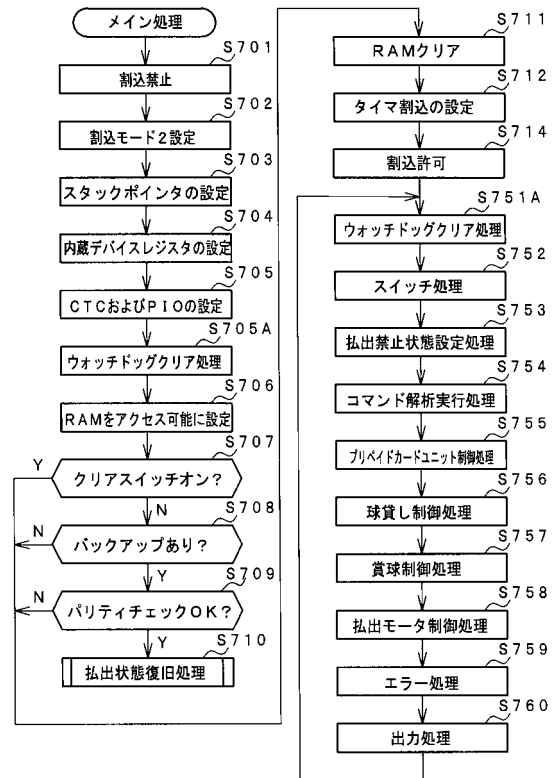 メイン処理
S701
割込禁止
S702
割込モード2設定
S703
スタックポインタの設定
S704
内蔵デバイスレジスタの設定
S705
CTCおよびPIOの設定
S705A
ウォッチドッグクリア処理
S706
RAMをアクセス可能に設定
S707
Y
クリアスイッチオン?
N
S708
N
バックアップあり?
Y
S709
N
パリティチェックOK?
Y
S710
払出状態復旧処理
S711
RAMクリア
S712
タイマ割込の設定
S714
割込許可
S751A
ウォッチドッグクリア処理
S752
スイッチ処理
S753
払出禁止状態設定処理
S754
コマンド解析実行処理
S755
プリペイドカードユニット制御処理
S756
球貸し制御処理
S757
賞球制御処理
S758
払出モータ制御処理
S759
エラー処理
S760
出力処理